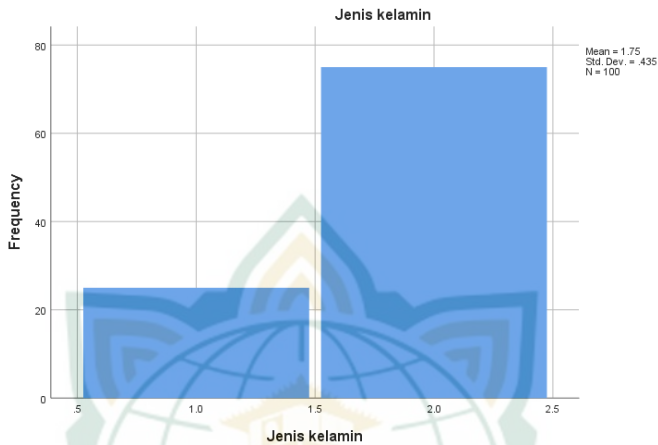 Jenis kelamin
Mean = 1.75
Std. Dev. = .435
N = 100
Frequency
80
60
40
20
0
.5
1.0
1.5
2.0
2.5
Jenis kelamin